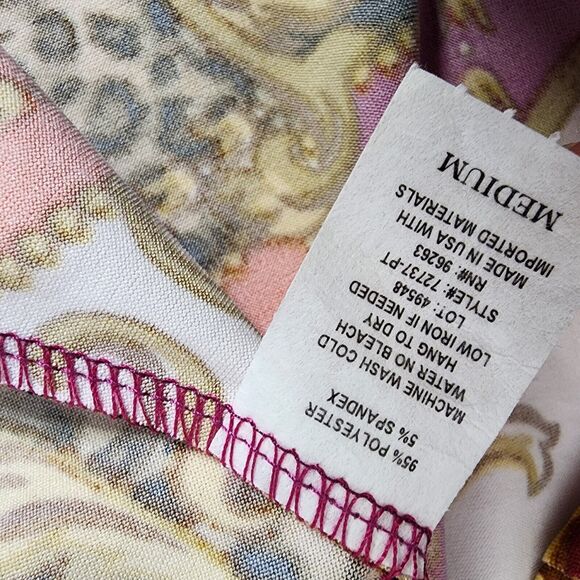 95% POLYESTER
5% SPANDEX
MACHINE WASH COLD
WATER NO BLEACH
HANG TO DRY
LOW IRON IF NEEDED
LOT: 49548
STYLE#: 72737-PT
RN#: 96263
MADE IN USA WITH
IMPORTED MATERIALS
MEDIUM